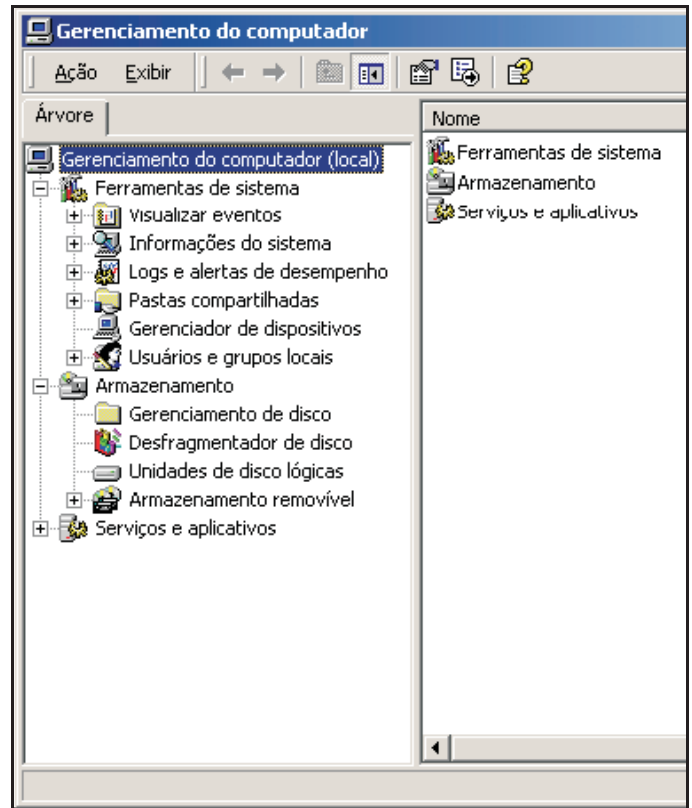 Gerenciamento do computador
Ação Exibir
Árvore
Gerenciamento do computador (local)
Ferramentas de sistema
Visualizar eventos
Informações do sistema
Logs e alertas de desempenho
Pastas compartilhadas
Gerenciador de dispositivos
Usuários e grupos locais
Armazenamento
Gerenciamento de disco
Desfragmentador de disco
Unidades de disco lógicas
Armazenamento removível
Serviços e aplicativos
Nome
Ferramentas de sistema
Armazenamento
Serviços e aplicativos